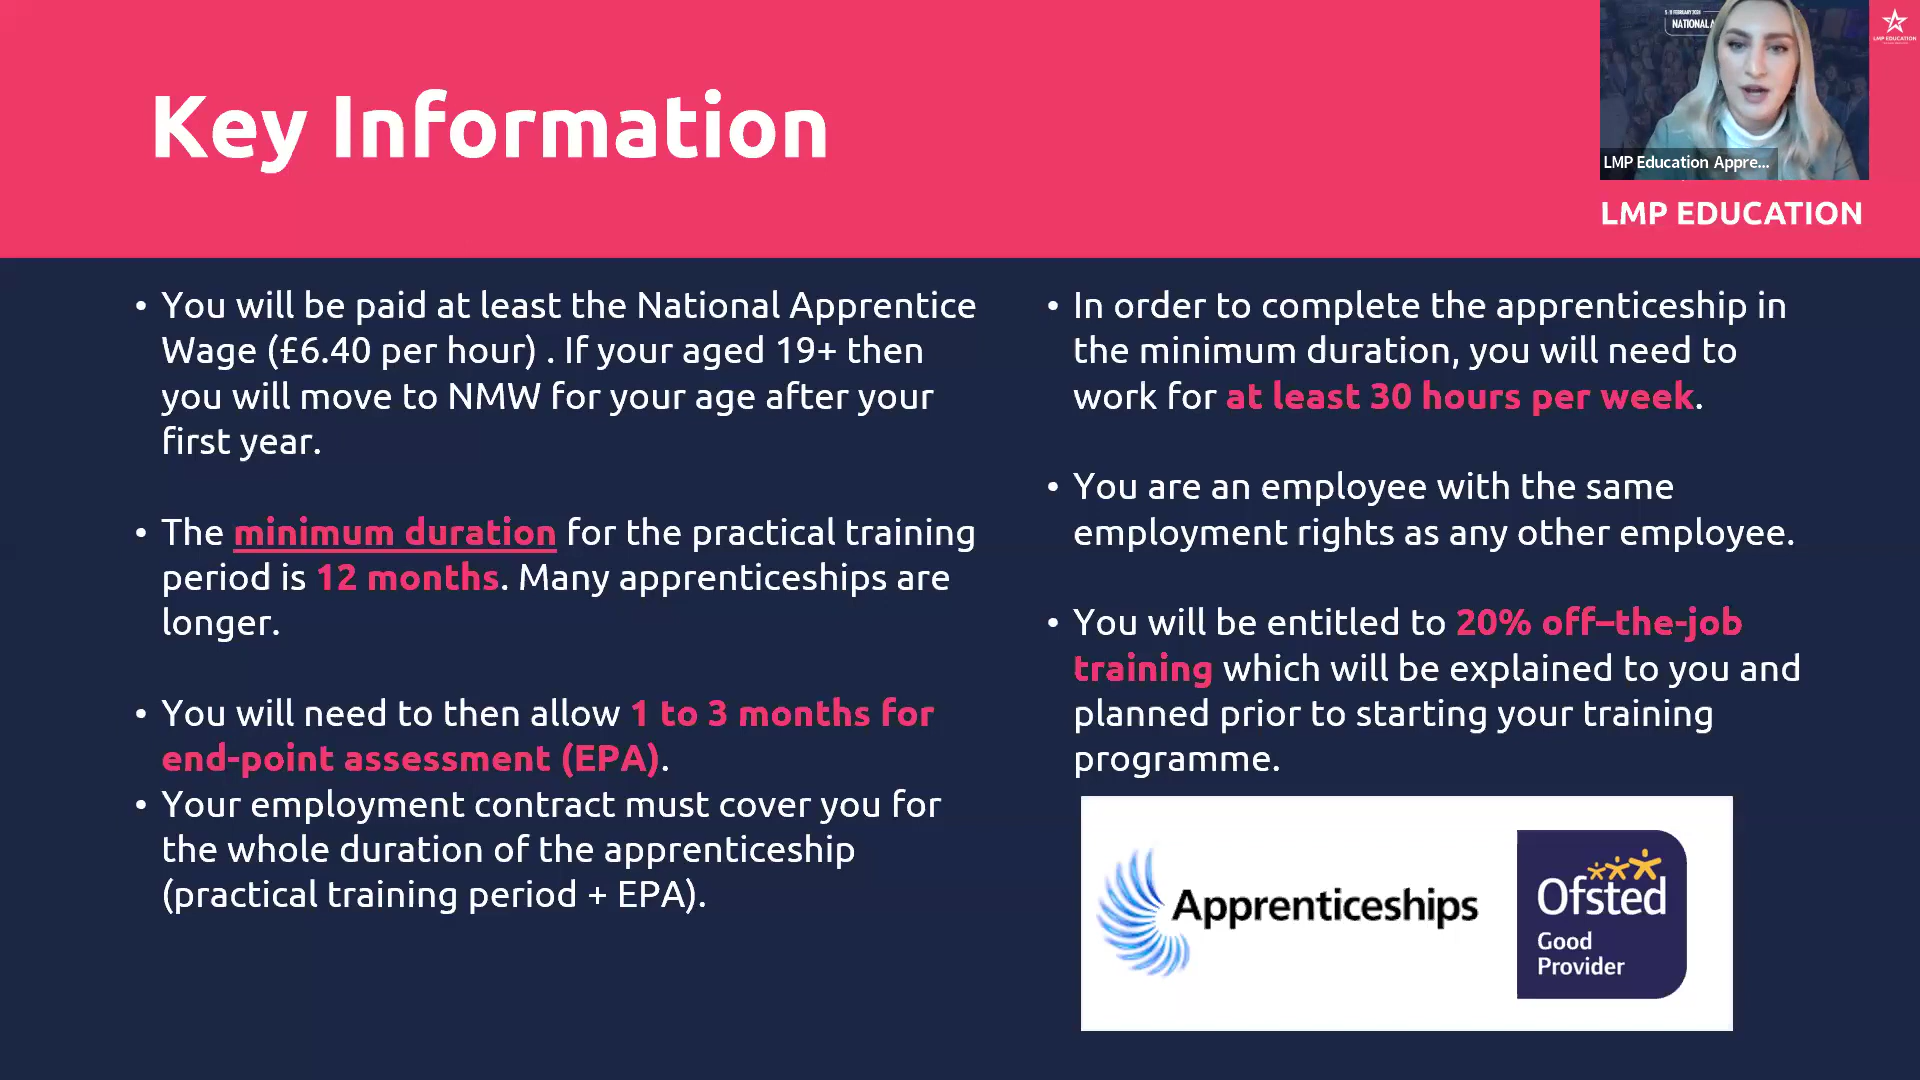 Key Information
NATIONAL A
LMP Education Appre...
LMP EDUCATION
LMP EDUCATION
• You will be paid at least the National Apprentice
Wage (£6.40 per hour) . If your aged 19+ then
you will move to NMW for your age after your
first year.
• The minimum duration for the practical training
period is 12 months. Many apprenticeships are
longer.
• You will need to then allow 1 to 3 months for
end-point assessment (EPA).
• Your employment contract must cover you for
the whole duration of the apprenticeship
(practical training period + EPA).
• In order to complete the apprenticeship in
the minimum duration, you will need to
work for at least 30 hours per week.
• You are an employee with the same
employment rights as any other employee.
• You will be entitled to 20% off–the-job
training which will be explained to you and
planned prior to starting your training
programme.
Apprenticeships
Ofsted
Good
Provider